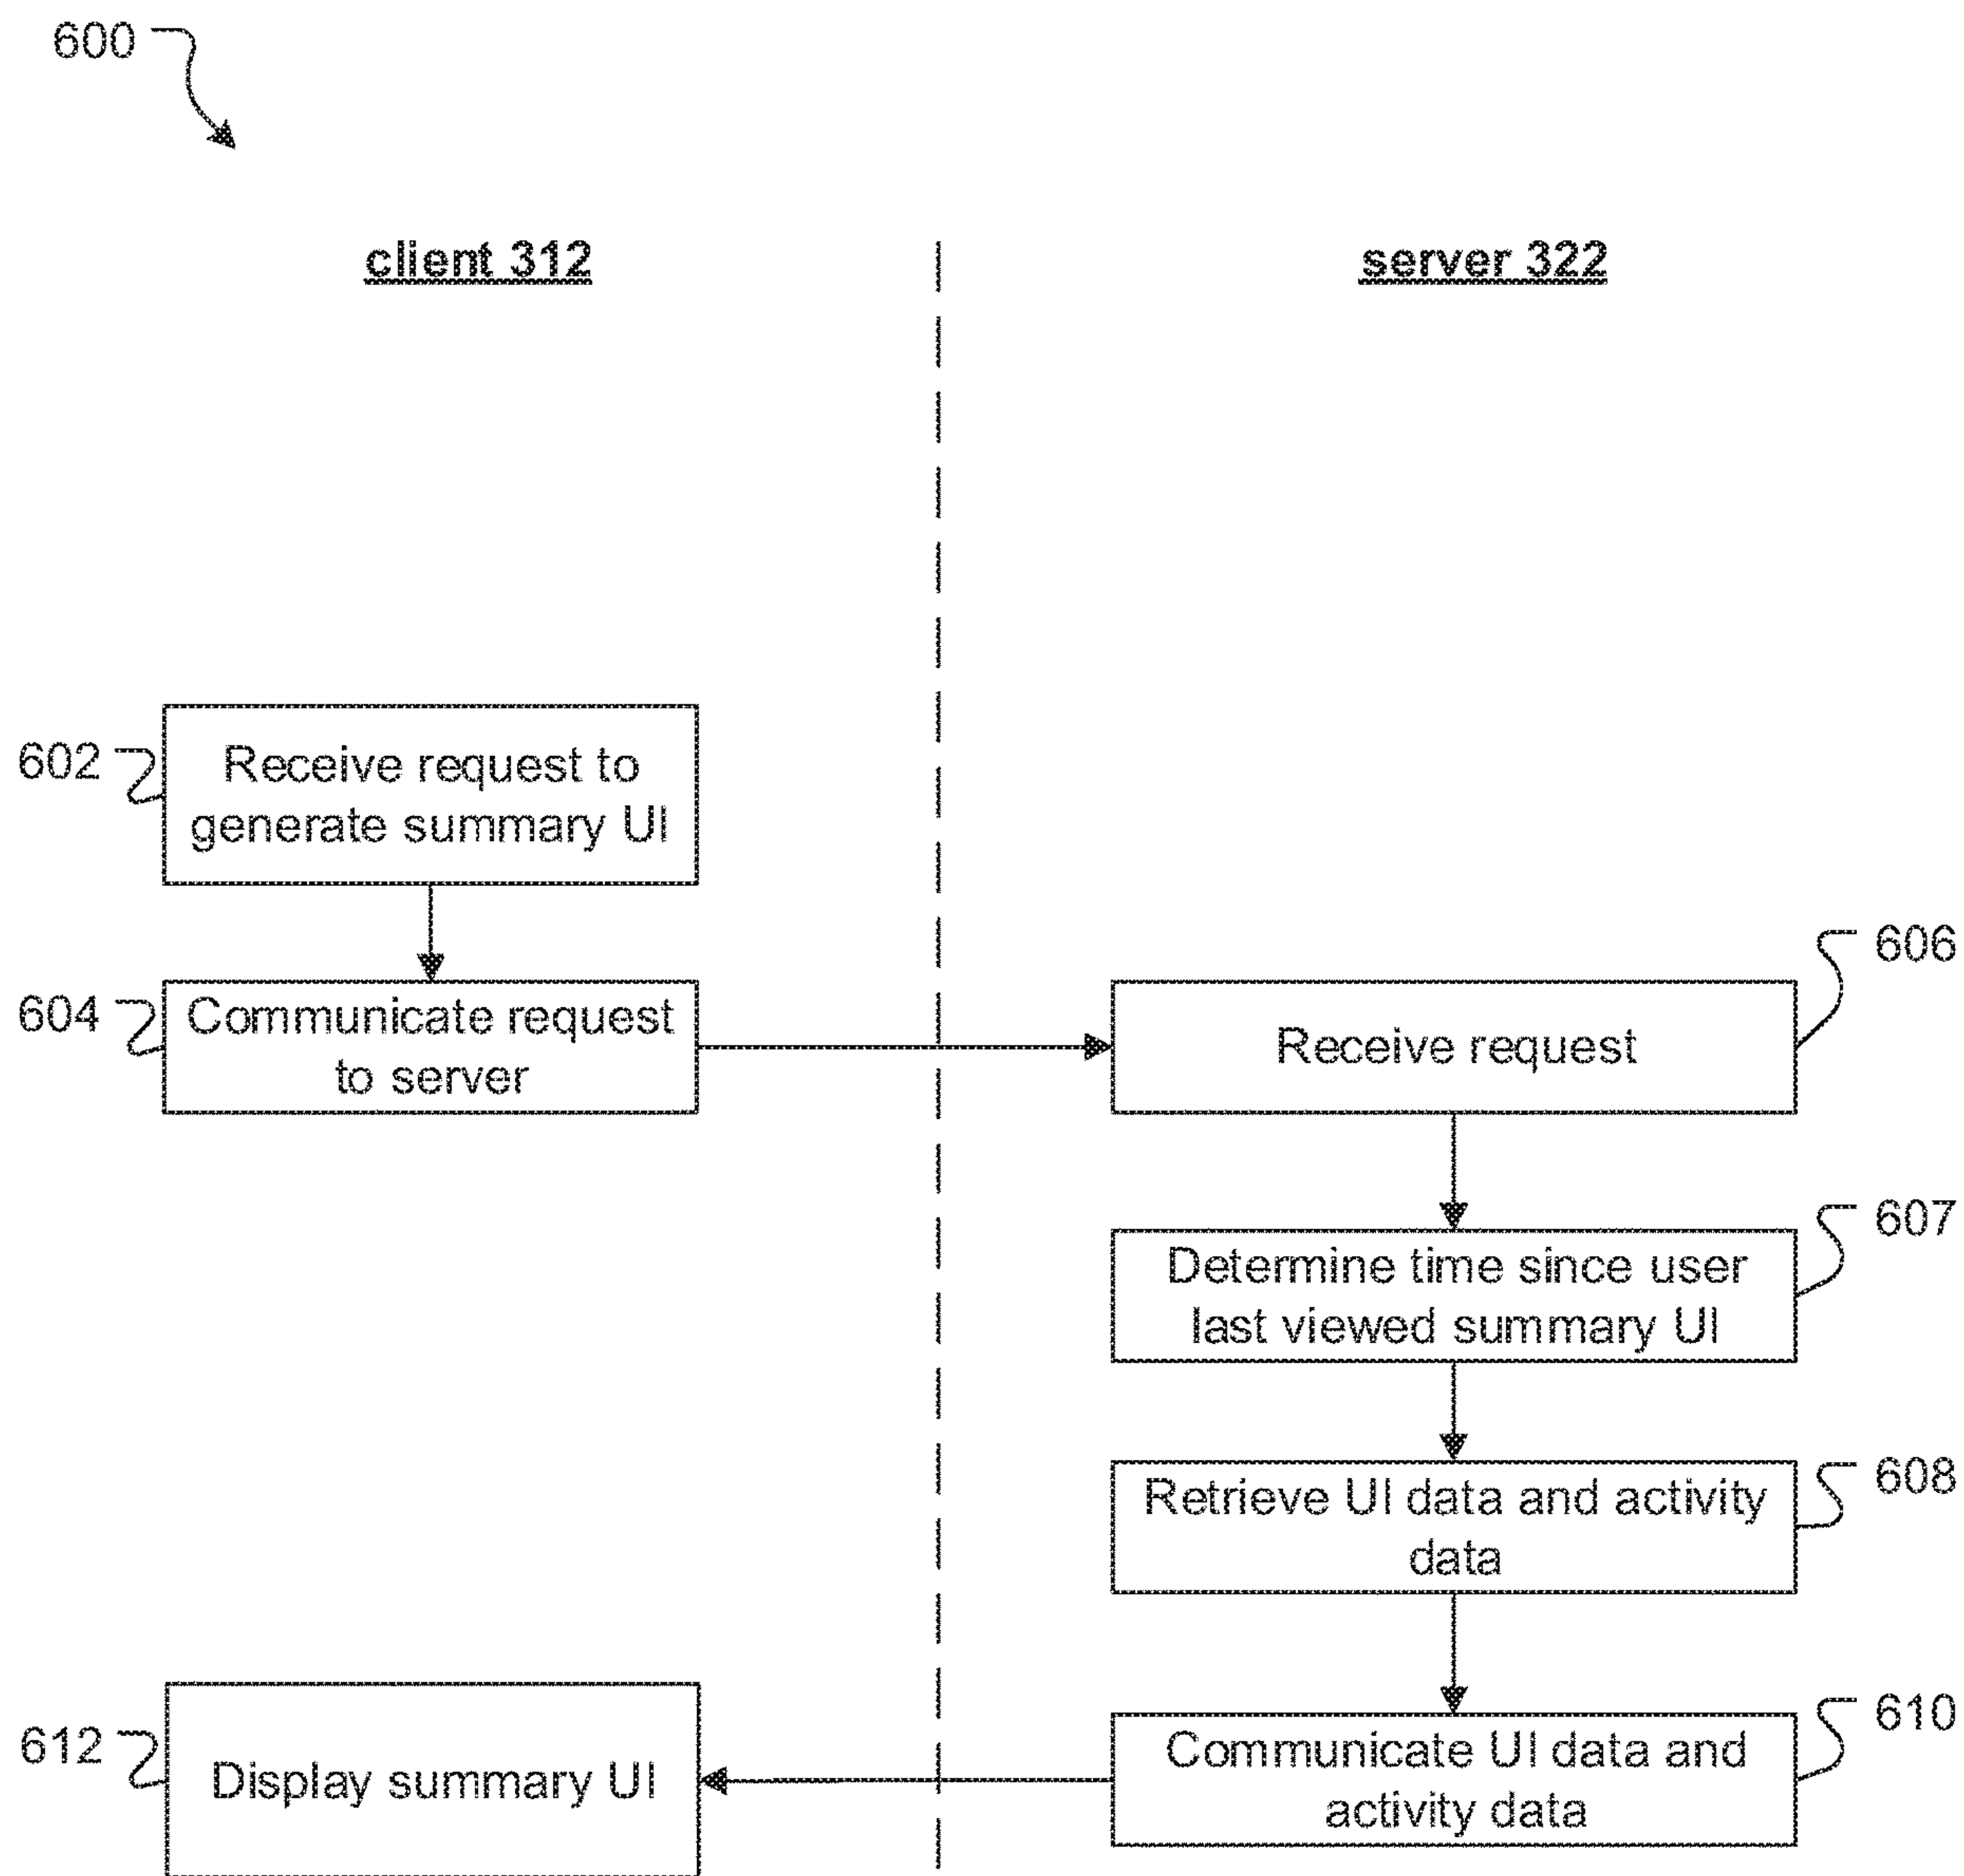 600
client 312
server 322
602
Receive request to
generate summary UI
604
Communicate request
to server
606
Receive request
607
Determine time since user
last viewed summary UI
608
Retrieve UI data and activity
data
610
Communicate UI data and
activity data
612
Display summary UI